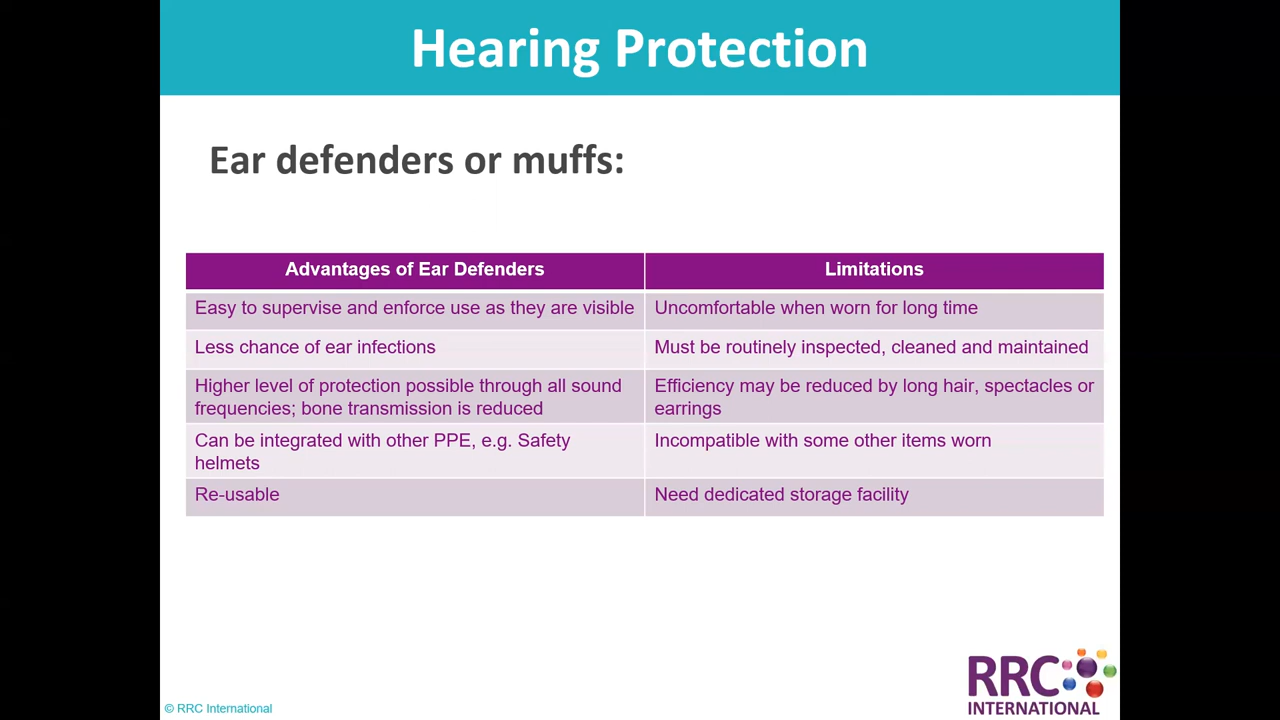 Hearing Protection
Ear defenders or muffs:
Advantages of Ear Defenders
Limitations
Easy to supervise and enforce use as they are visible
Uncomfortable when worn for long time
Less chance of ear infections
Must be routinely inspected, cleaned and maintained
Higher level of protection possible through all sound
frequencies; bone transmission is reduced
Efficiency may be reduced by long hair, spectacles or
earrings
Can be integrated with other PPE, e.g. Safety
helmets
Incompatible with some other items worn
Re-usable
Need dedicated storage facility
© RRC International
RRC
INTERNATIONAL